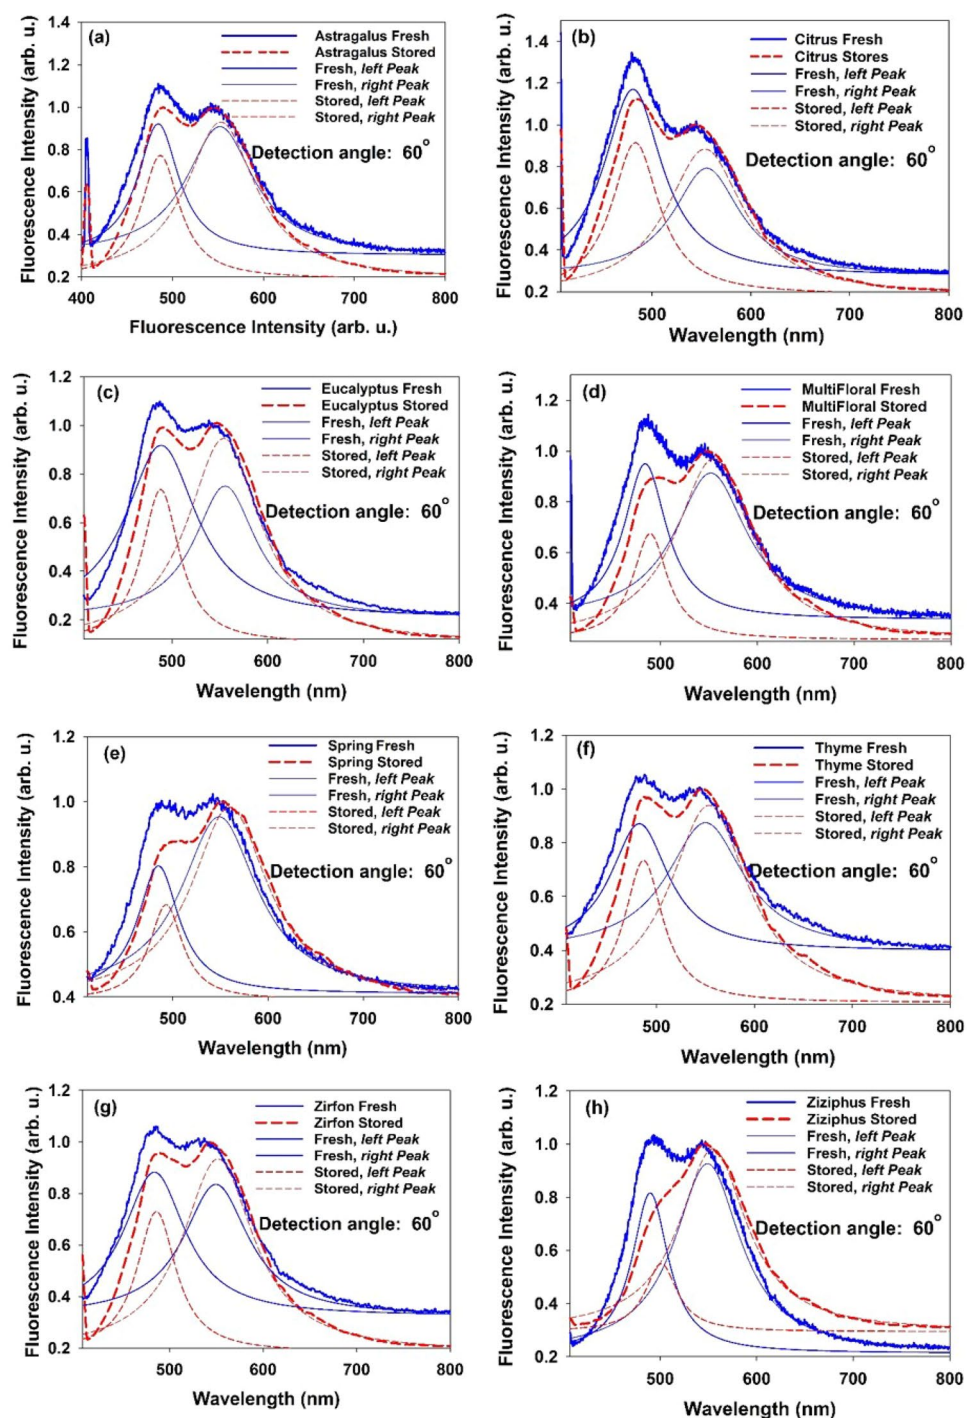 (a)
Astragalus Fresh
Astragalus Stored
Fresh, left Peak
Fresh, right Peak
Stored, left Peak
Stored, right Peak
Detection angle: 60°
Fluorescence Intensity (arb. u.)
1.4
1.2
1.0
0.8
0.6
0.4
0.2
400 500 600 700 800
Fluorescence Intensity (arb. u.)
(b)
Citrus Fresh
Citrus Stores
Fresh, left Peak
Fresh, right Peak
Stored, left Peak
Stored, right Peak
Detection angle: 60°
Fluorescence Intensity (arb. u.)
1.4
1.2
1.0
0.8
0.6
0.4
0.2
500 600 700 800
Wavelength (nm)
(c)
Eucalyptus Fresh
Eucalyptus Stored
Fresh, left Peak
Fresh, right Peak
Stored, left Peak
Stored, right Peak
Detection angle: 60°
Fluorescence Intensity (arb. u.)
1.2
1.0
0.8
0.6
0.4
0.2
500 600 700 800
Wavelength (nm)
(d)
MultiFloral Fresh
MultiFloral Stored
Fresh, left Peak
Fresh, right Peak
Stored, left Peak
Stored, right Peak
Detection angle: 60°
Fluorescence Intensity (arb. u.)
1.2
1.0
0.8
0.6
0.4
500 600 700 800
Wavelength (nm)
(e)
Spring Fresh
Spring Stored
Fresh, left Peak
Fresh, right Peak
Stored, left Peak
Stored, right Peak
Detection angle: 60°
Fluorescence Intensity (arb. u.)
1.2
1.0
0.8
0.6
0.4
500 600 700 800
Wavelength (nm)
(f)
Thyme Fresh
Thyme Stored
Fresh, left Peak
Fresh, right Peak
Stored, left Peak
Stored, right Peak
Detection angle: 60°
Fluorescence Intensity (arb. u.)
1.2
1.0
0.8
0.6
0.4
0.2
500 600 700 800
Wavelength (nm)
(g)
Zirfon Fresh
Zirfon Stored
Fresh, left Peak
Fresh, right Peak
Stored, left Peak
Stored, right Peak
Detection angle: 60°
Fluorescence Intensity (arb. u.)
1.2
1.0
0.8
0.6
0.4
0.2
500 600 700 800
Wavelength (nm)
(h)
Ziziphus Fresh
Ziziphus Stored
Fresh, left Peak
Fresh, right Peak
Stored, left Peak
Stored, right Peak
Detection angle: 60°
Fluorescence Intensity (arb. u.)
1.2
1.0
0.8
0.6
0.4
0.2
500 600 700 800
Wavelength (nm)